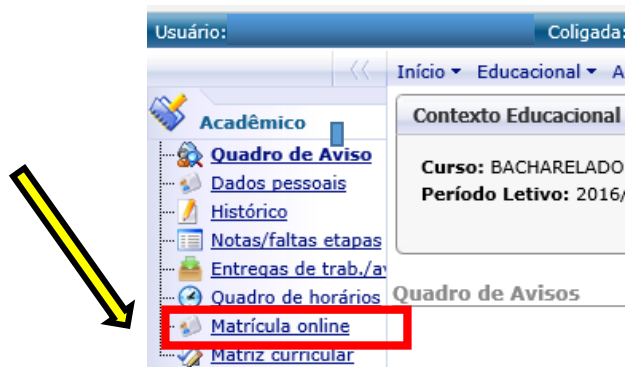 Usuário: Coligada:
Início Educacional A
Acadêmico
Contexto Educacional
Quadro de Aviso
Curso: BACHARELADO
Dados pessoais
Período Letivo: 2016/
Histórico
Notas/faltas etapas
Entregas de trab./a
Quadro de horários
Quadro de Avisos
Matrícula online
Matriz curricular